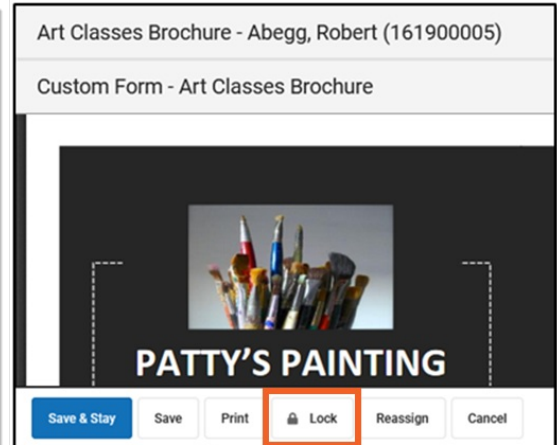 Art Classes Brochure - Abegg, Robert (161900005)
Custom Form - Art Classes Brochure
PATTY'S PAINTING
Save & Stay Save Print Lock Reassign Cancel